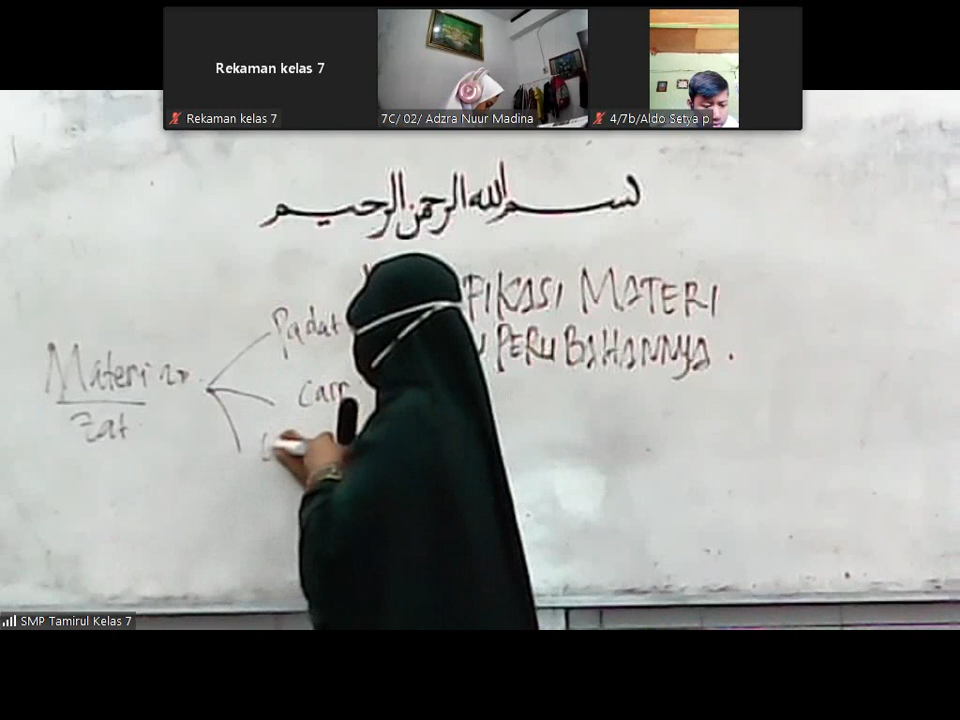 Rekaman kelas 7
Rekaman kelas 7
7C/ 02/ Adzra Nuur Madina
4/7b/Aldo Setya p
بسم الله الرحمن الرحيم
FIKASI MATERI
PERUBAHANNYA.
Materi
Zat
Padat
Cair
SMP Tamirul Kelas 7